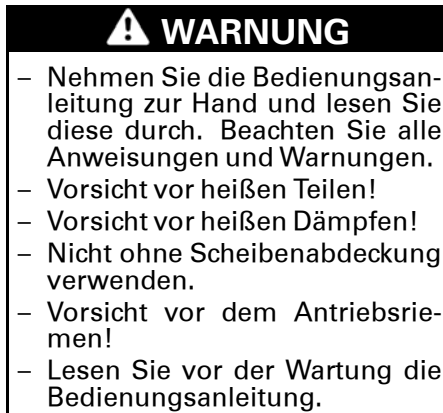 WARNUNG
– Nehmen Sie die Bedienungsan-
leitung zur Hand und lesen Sie
diese durch. Beachten Sie alle
Anweisungen und Warnungen.
– Vorsicht vor heißen Teilen!
– Vorsicht vor heißen Dämpfen!
– Nicht ohne Scheibenabdeckung
verwenden.
– Vorsicht vor dem Antriebsrie-
men!
– Lesen Sie vor der Wartung die
Bedienungsanleitung.